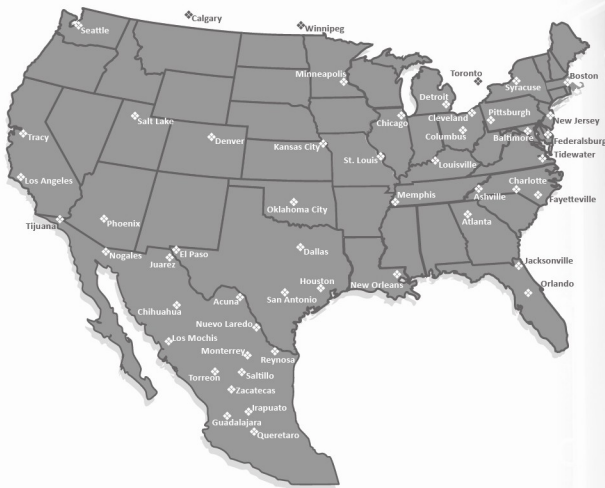 Calgary
Winnipeg
Seattle
Minneapolis
Toronto
Boston
Syracuse
Detroit
Chicago
Cleveland
Pittsburgh
New Jersey
Salt Lake
Columbus
Baltimore
Federalsburg
Tracy
Denver
Kansas City
St. Louis
Louisville
Tidewater
Los Angeles
Memphis
Charlotte
Ashville
Fayetteville
Oklahoma City
Tijuana
Phoenix
Atlanta
Nogales
El Paso
Juarez
Dallas
Jacksonville
Houston
New Orleans
Orlando
Acuna
San Antonio
Chihuahua
Nuevo Laredo
Los Mochis
Monterrey
Reynosa
Torreon
Saltillo
Zacatecas
Irapuato
Guadalajara
Queretaro